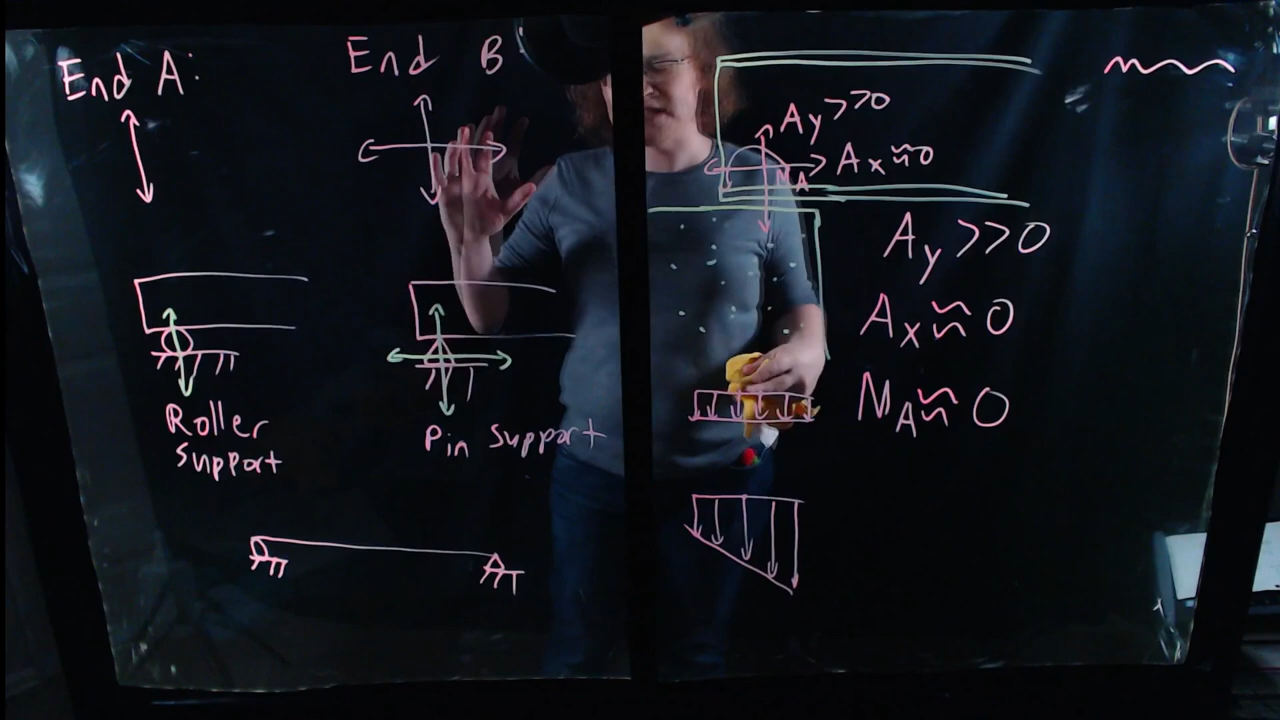 End A:
End B
Roller
Support
Pin Support
Ay >>0
Ax ≈ 0
MA
Ay >> 0
Ax ≈ 0
MA ≈ 0